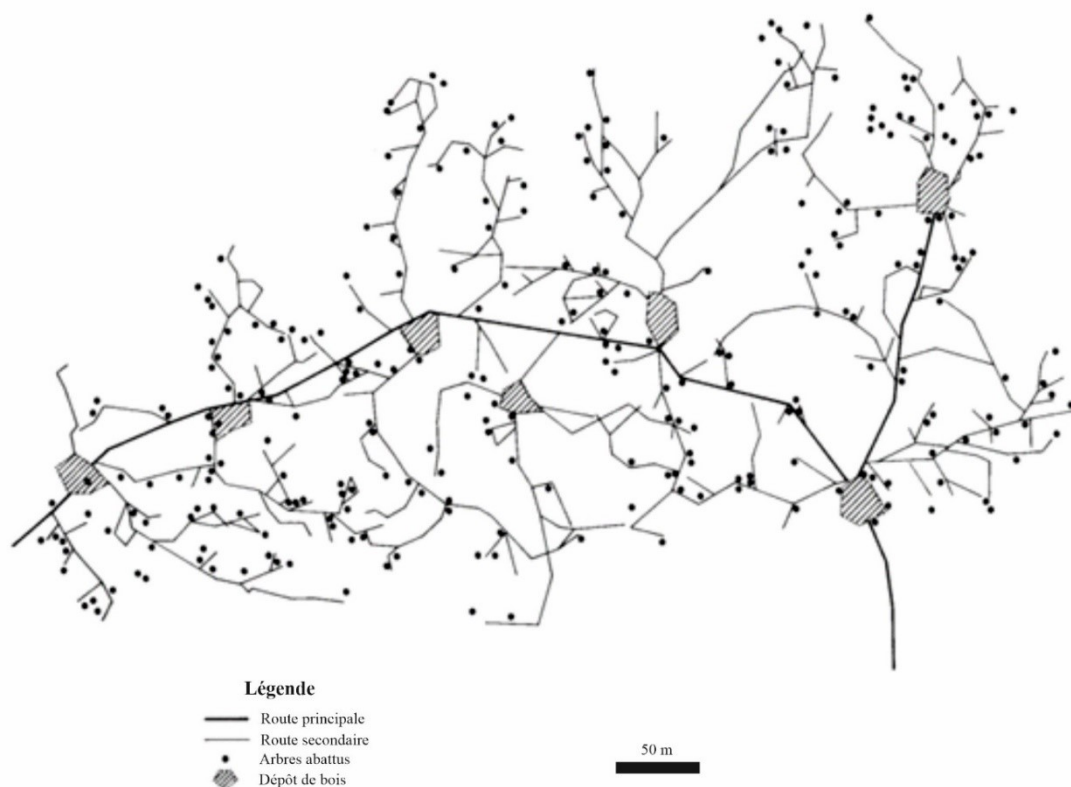 Légende
Route principale
Route secondaire
Arbres abattus
Dépôt de bois
50 m